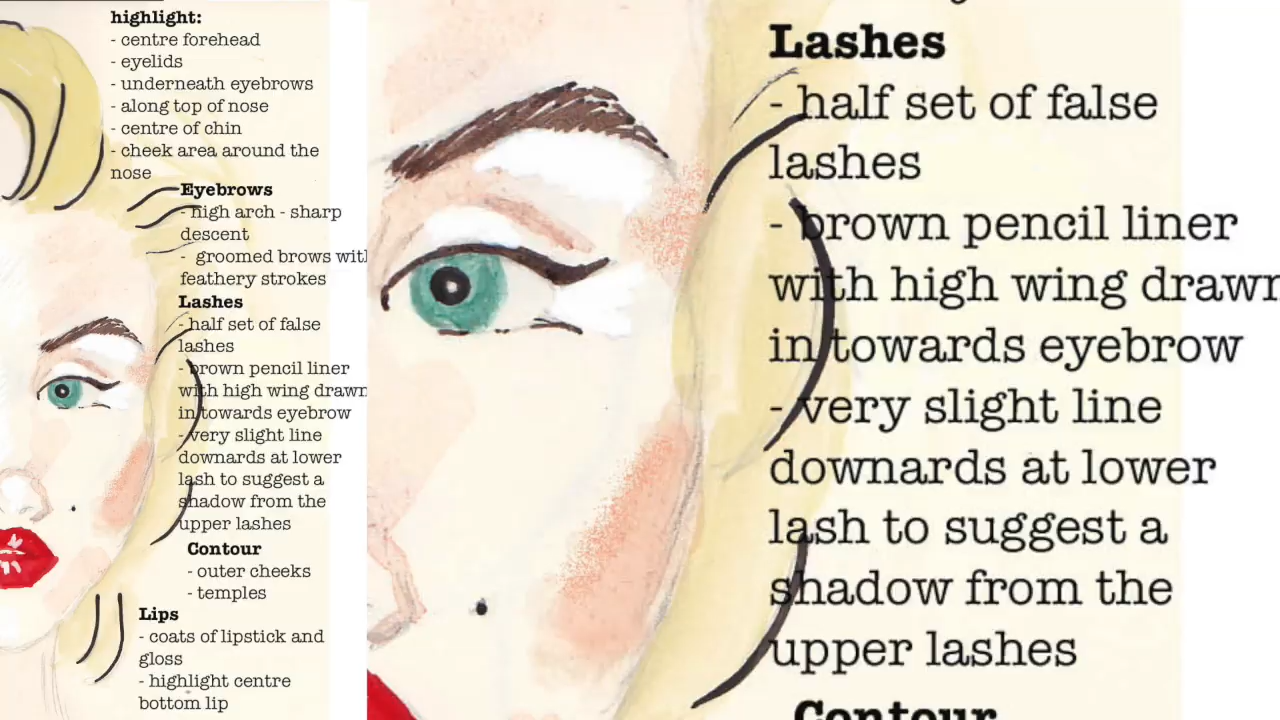 highlight:
- centre forehead
- eyelids
- underneath eyebrows
- along top of nose
- centre of chin
- cheek area around the
nose
Eyebrows
- high arch - sharp
descent
- groomed brows with
feathery strokes
Lashes
- half set of false
lashes
- brown pencil liner
with high wing drawn
in towards eyebrow
- very slight line
downards at lower
lash to suggest a
shadow from the
upper lashes
Contour
- outer cheeks
- temples
Lips
- coats of lipstick and
gloss
- highlight centre
bottom lip
Lashes
- half set of false
lashes
- brown pencil liner
with high wing drawn
in towards eyebrow
- very slight line
downards at lower
lash to suggest a
shadow from the
upper lashes
Contour